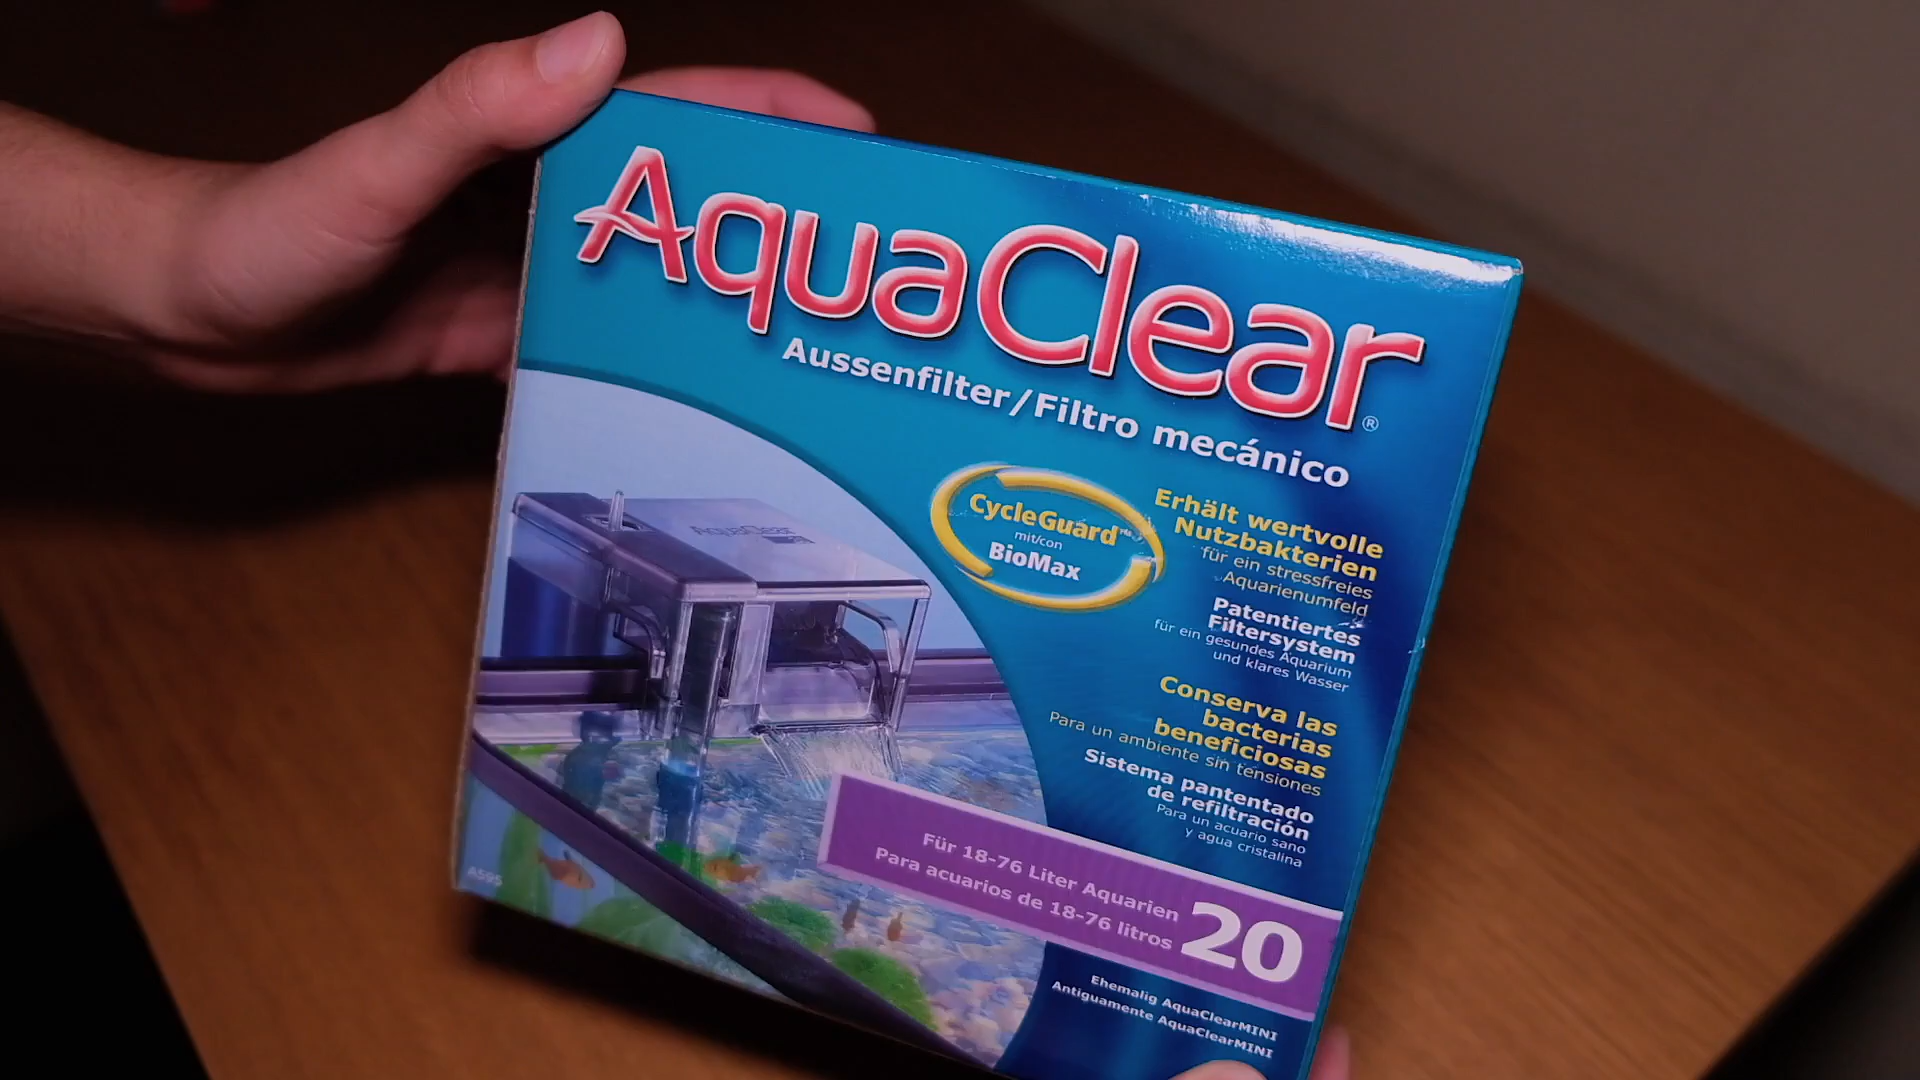 AquaClear®
Aussenfilter/Filtro mecánico
CycleGuard™
mit/con
BioMax
Erhält wertvolle
Nutzbakterien
für ein stressfreies
Aquarienumfeld
Patentiertes
Filtersystem
für ein gesundes Aquarium
und klares Wasser
Conserva las
bacterias
beneficiosas
Para un ambiente sin tensiones
Sistema pantentado
de refiltración
Para un acuario sano
y agua cristalina
AquaClear
Für 18-76 Liter Aquarien
Para acuarios de 18-76 litros
20
Ehemalig AquaClearMINI
Antiguamente AquaClearMINI
A595